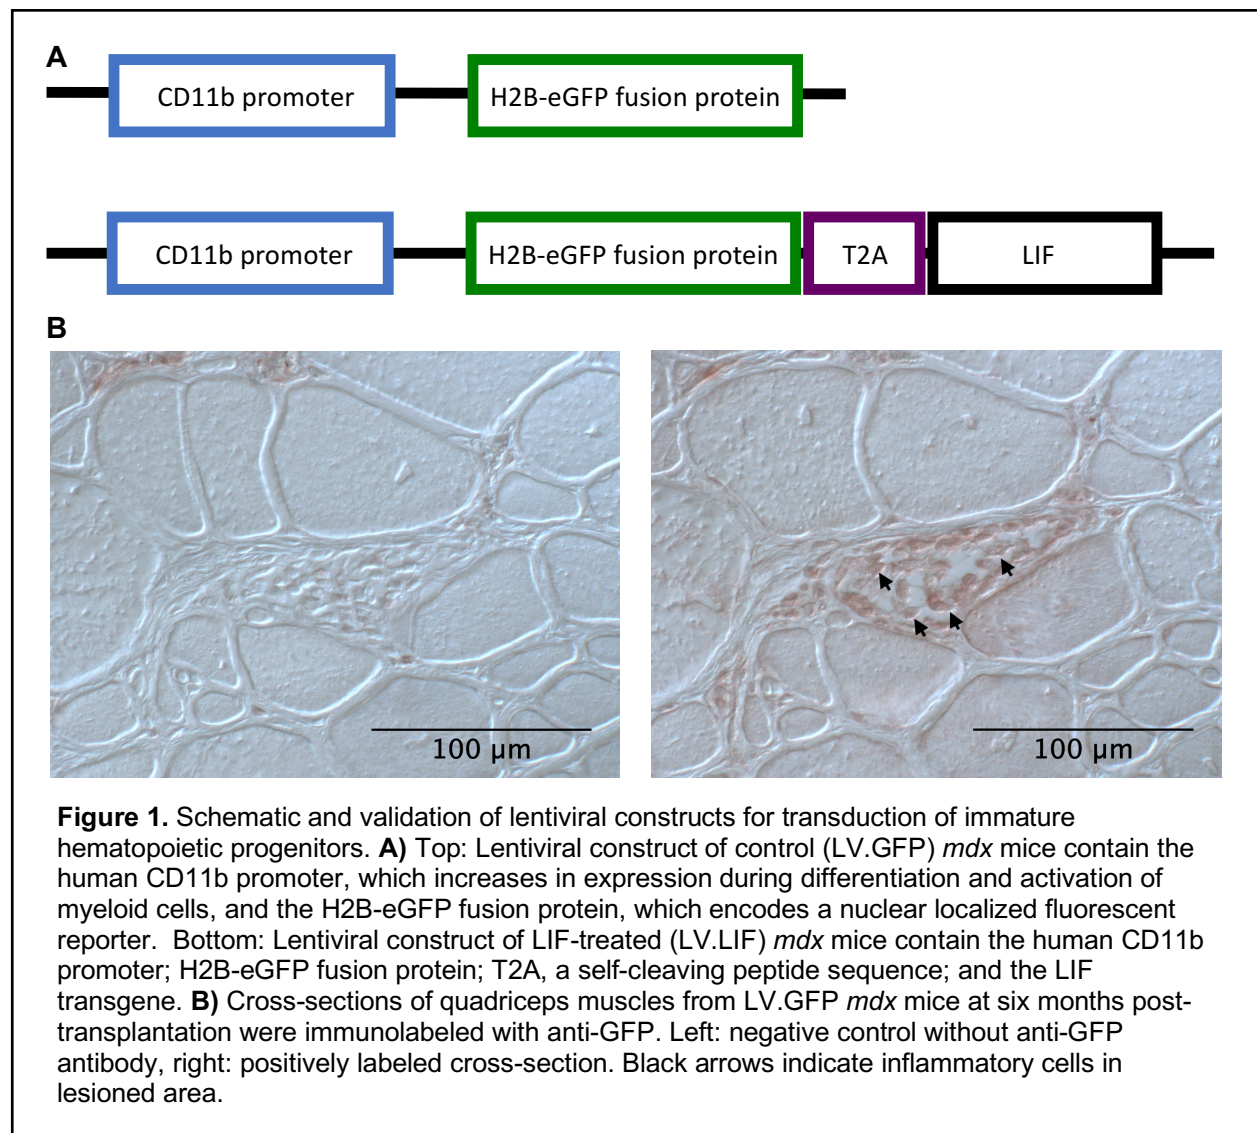 A
CD11b promoter
H2B-eGFP fusion protein
CD11b promoter
H2B-eGFP fusion protein
T2A
LIF
B
100 µm
100 µm
Figure 1. Schematic and validation of lentiviral constructs for transduction of immature
hematopoietic progenitors. A) Top: Lentiviral construct of control (LV.GFP) mdx mice contain the
human CD11b promoter, which increases in expression during differentiation and activation of
myeloid cells, and the H2B-eGFP fusion protein, which encodes a nuclear localized fluorescent
reporter.  Bottom: Lentiviral construct of LIF-treated (LV.LIF) mdx mice contain the human CD11b
promoter; H2B-eGFP fusion protein; T2A, a self-cleaving peptide sequence; and the LIF
transgene. B) Cross-sections of quadriceps muscles from LV.GFP mdx mice at six months post-
transplantation were immunolabeled with anti-GFP. Left: negative control without anti-GFP
antibody, right: positively labeled cross-section. Black arrows indicate inflammatory cells in
lesioned area.